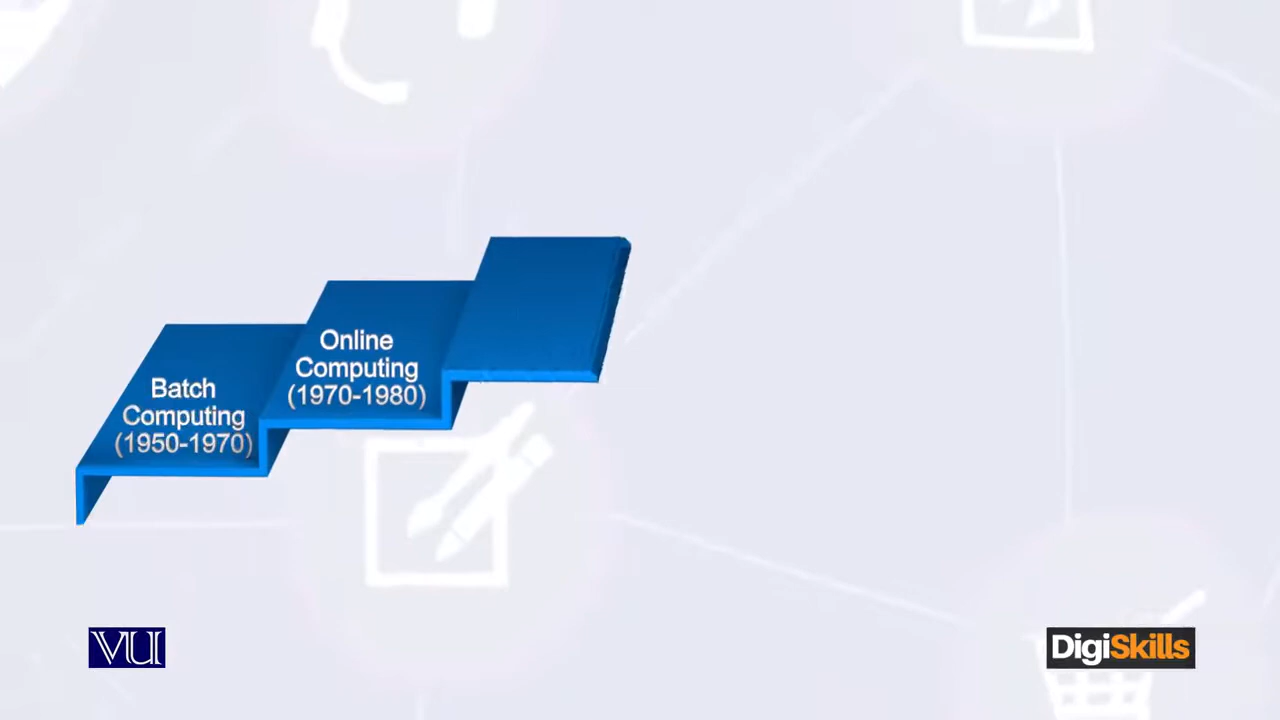 Batch
Computing
(1950-1970)
Online
Computing
(1970-1980)
VU
DigiSkills